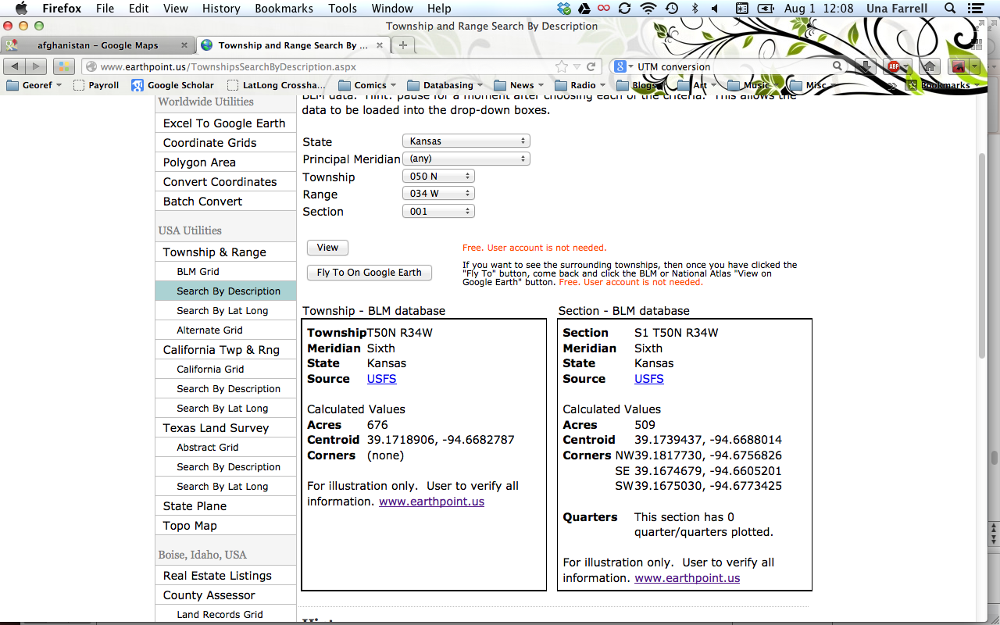 Firefox File Edit View History Bookmarks Tools Window Help Aug 1 12:08 Una Farrell
Township and Range Search By Description
afghanistan - Google Maps Township and Range Search By ...
www.earthpoint.us/TownshipsSearchByDescription.aspx UTM conversion
Georef Payroll Google Scholar LatLong Crossha... Comics Databasing News Radio Blogs Art Music Misc Bookmarks
Worldwide Utilities
Excel To Google Earth
Coordinate Grids
Polygon Area
Convert Coordinates
Batch Convert
USA Utilities
Township & Range
BLM Grid
Search By Description
Search By Lat Long
Alternate Grid
California Twp & Rng
California Grid
Search By Description
Search By Lat Long
Texas Land Survey
Abstract Grid
Search By Description
Search By Lat Long
State Plane
Topo Map
Boise, Idaho, USA
Real Estate Listings
County Assessor
Land Records Grid
BLM data. Hint: pause for a moment after choosing each of the criteria. This allows the
data to be loaded into the drop-down boxes.
State Kansas
Principal Meridian (any)
Township 050 N
Range 034 W
Section 001
View Free. User account is not needed.
Fly To On Google Earth
If you want to see the surrounding townships, then once you have clicked the
"Fly To" button, come back and click the BLM or National Atlas "View on
Google Earth" button. Free. User account is not needed.
Township - BLM database
Township T50N R34W
Meridian Sixth
State Kansas
Source USFS
Calculated Values
Acres 676
Centroid 39.1718906, -94.6682787
Corners (none)
For illustration only. User to verify all
information. www.earthpoint.us
Section - BLM database
Section S1 T50N R34W
Meridian Sixth
State Kansas
Source USFS
Calculated Values
Acres 509
Centroid 39.1739437, -94.6688014
Corners NW 39.1817730, -94.6756826
SE 39.1674679, -94.6605201
SW 39.1675030, -94.6773425
Quarters This section has 0
quarter/quarters plotted.
For illustration only. User to verify all
information. www.earthpoint.us